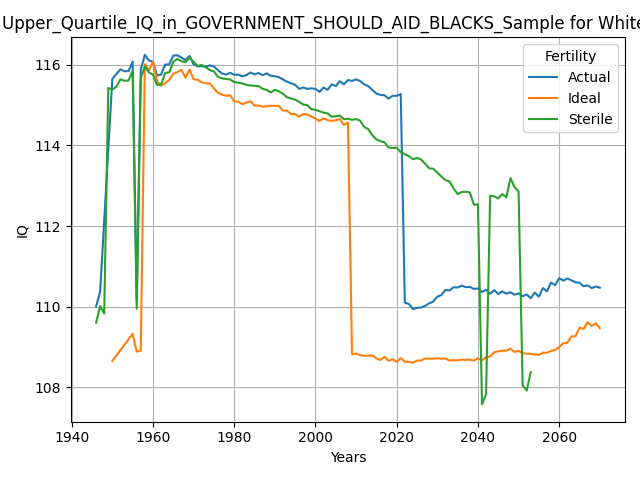 Upper_Quartile_IQ_in_GOVERNMENT_SHOULD_AID_BLACKS_Sample for White
Fertility
Actual
Ideal
Sterile
IQ
116
114
112
110
108
1940
1960
1980
2000
2020
2040
2060
Years